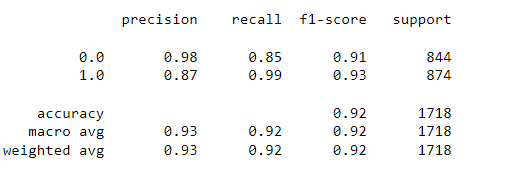 precision recall f1-score support
0.0 0.98 0.85 0.91 844
1.0 0.87 0.99 0.93 874
accuracy 0.92 1718
macro avg 0.93 0.92 0.92 1718
weighted avg 0.93 0.92 0.92 1718